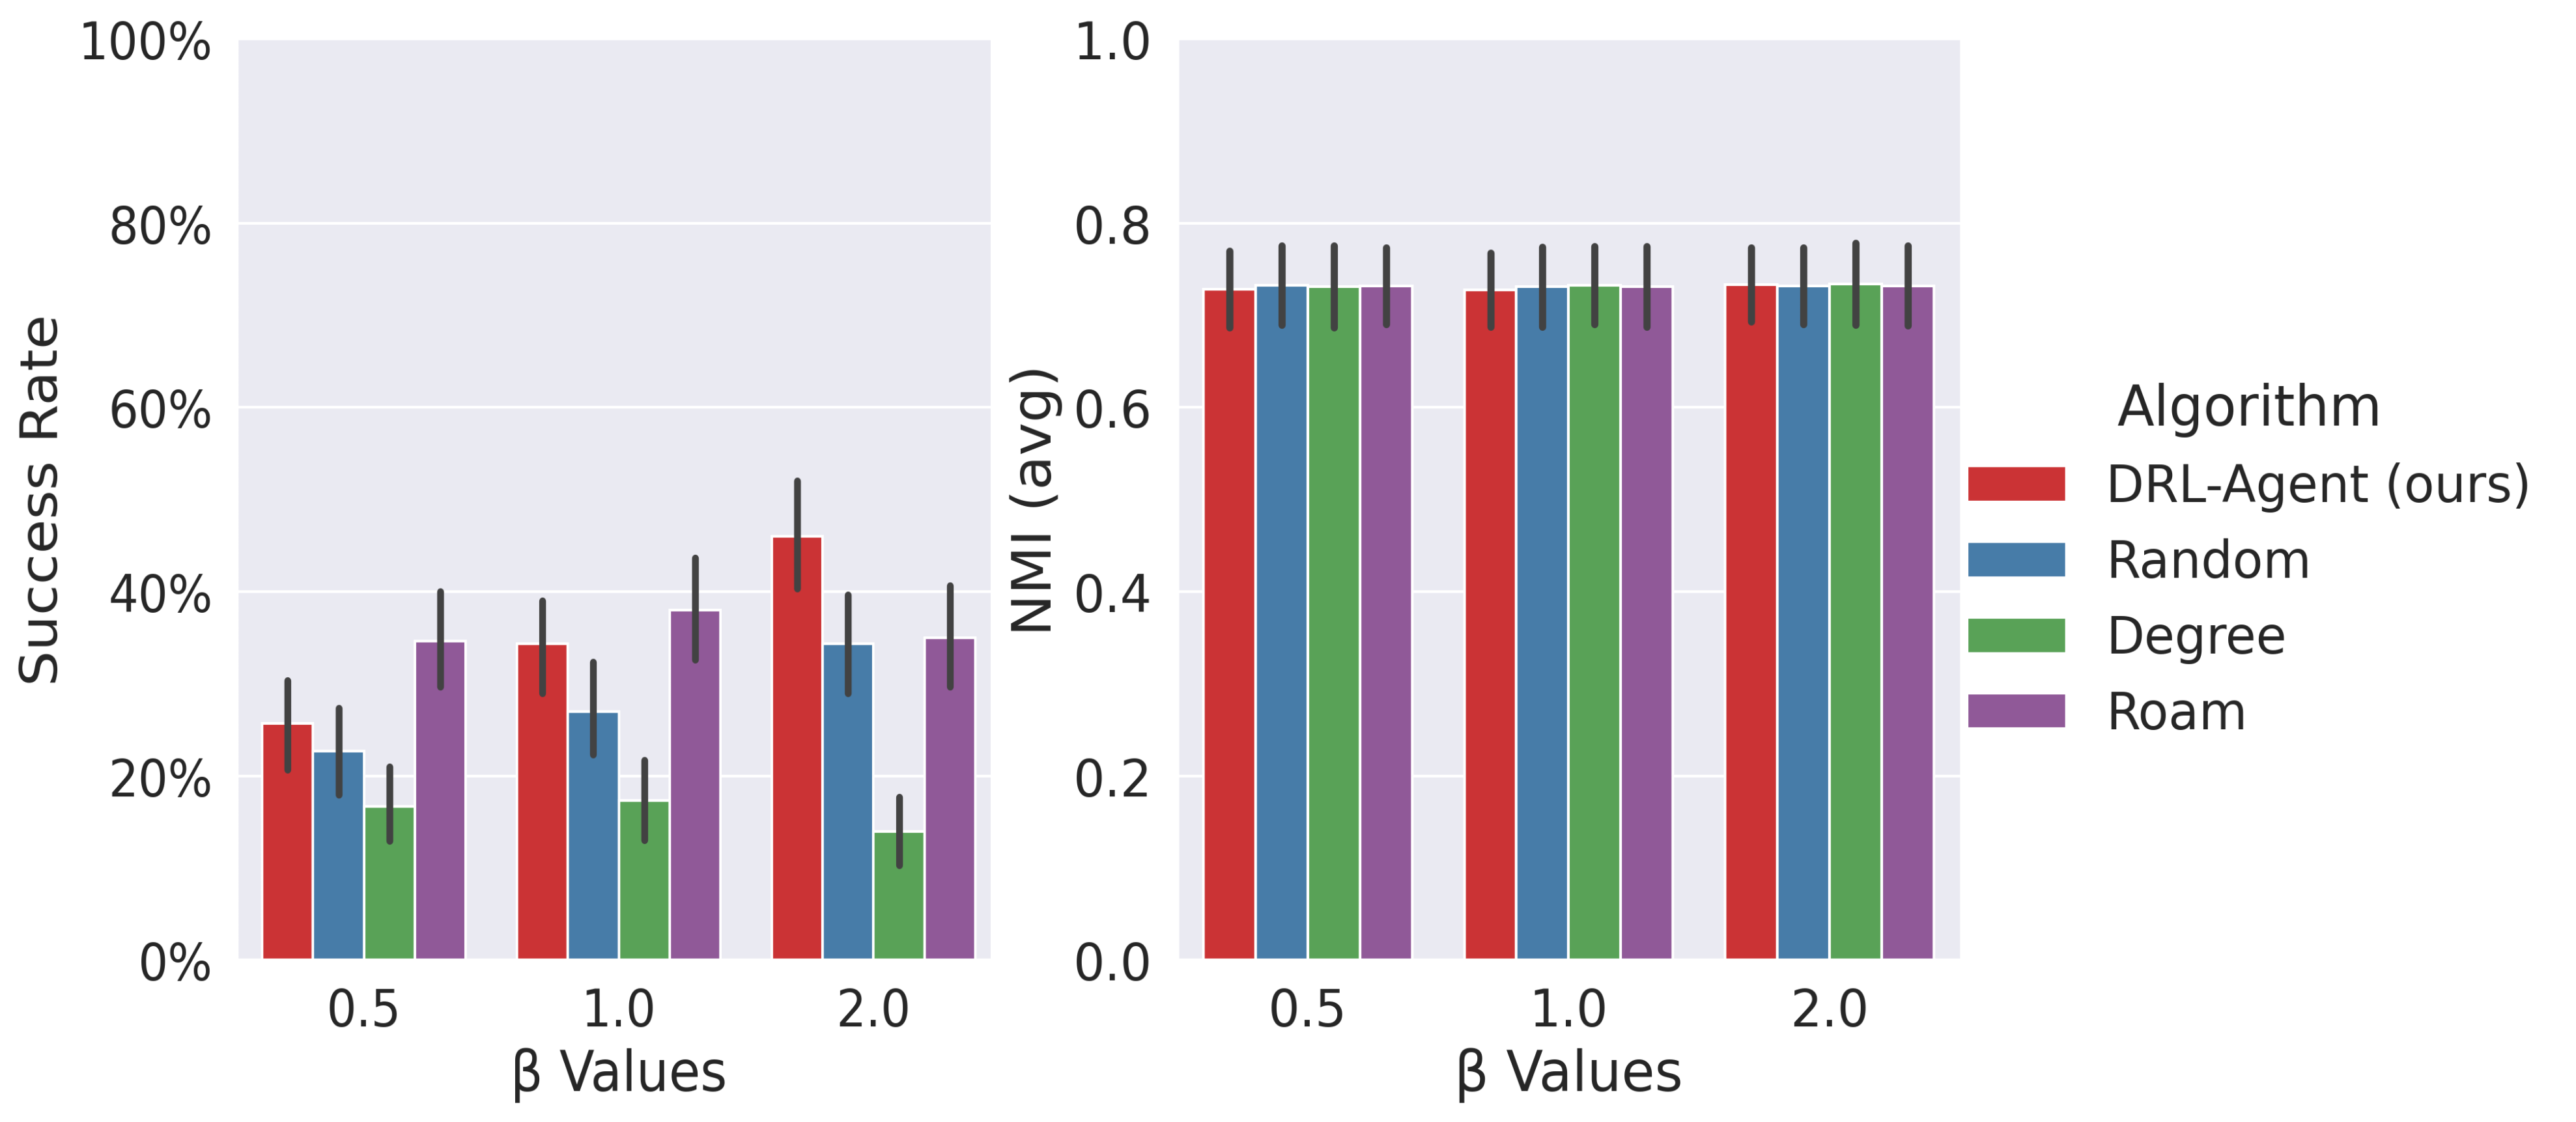 Success Rate
100%
80%
60%
40%
20%
0%
0.5 1.0 2.0
β Values
NMI (avg)
1.0
0.8
0.6
0.4
0.2
0.0
0.5 1.0 2.0
β Values
Algorithm
DRL-Agent (ours)
Random
Degree
Roam